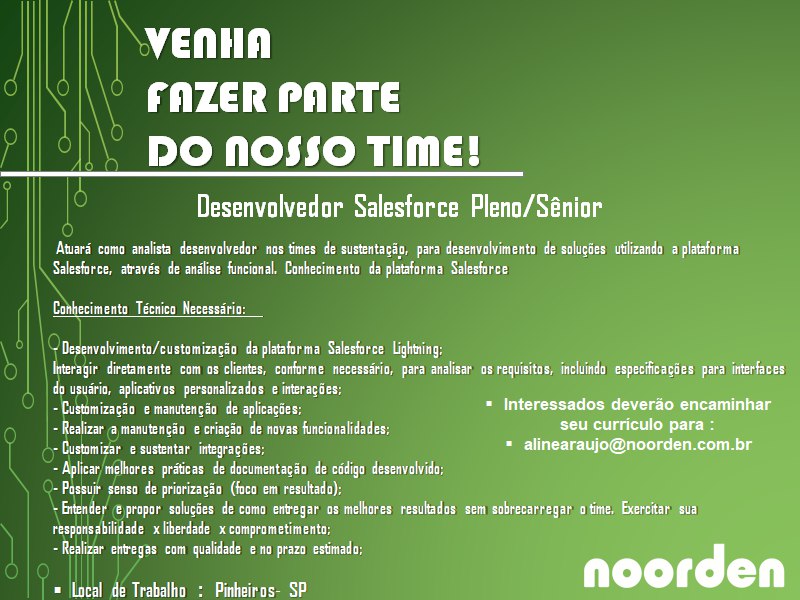 VENHA
FAZER PARTE
DO NOSSO TIME!
Desenvolvedor Salesforce Pleno/Sênior
Atuará como analista desenvolvedor nos times de sustentação, para desenvolvimento de soluções utilizando a plataforma
Salesforce, através de análise funcional. Conhecimento da plataforma Salesforce
Conhecimento Técnico Necessário:
- Desenvolvimento/customização da plataforma Salesforce Lightning;
Interagir diretamente com os clientes, conforme necessário, para analisar os requisitos, incluindo especificações para interfaces
do usuário, aplicativos personalizados e interações;
- Customização e manutenção de aplicações;
- Realizar a manutenção e criação de novas funcionalidades;
- Customizar e sustentar integrações;
- Aplicar melhores práticas de documentação de código desenvolvido;
- Possuir senso de priorização (foco em resultado);
- Entender e propor soluções de como entregar os melhores resultados sem sobrecarregar o time. Exercitar sua
responsabilidade x liberdade x comprometimento;
- Realizar entregas com qualidade e no prazo estimado;
▪ Interessados deverão encaminhar
seu curriculo para :
▪ alinearaujo@noorden.com.br
▪ Local de Trabalho : Pinheiros- SP
noorden